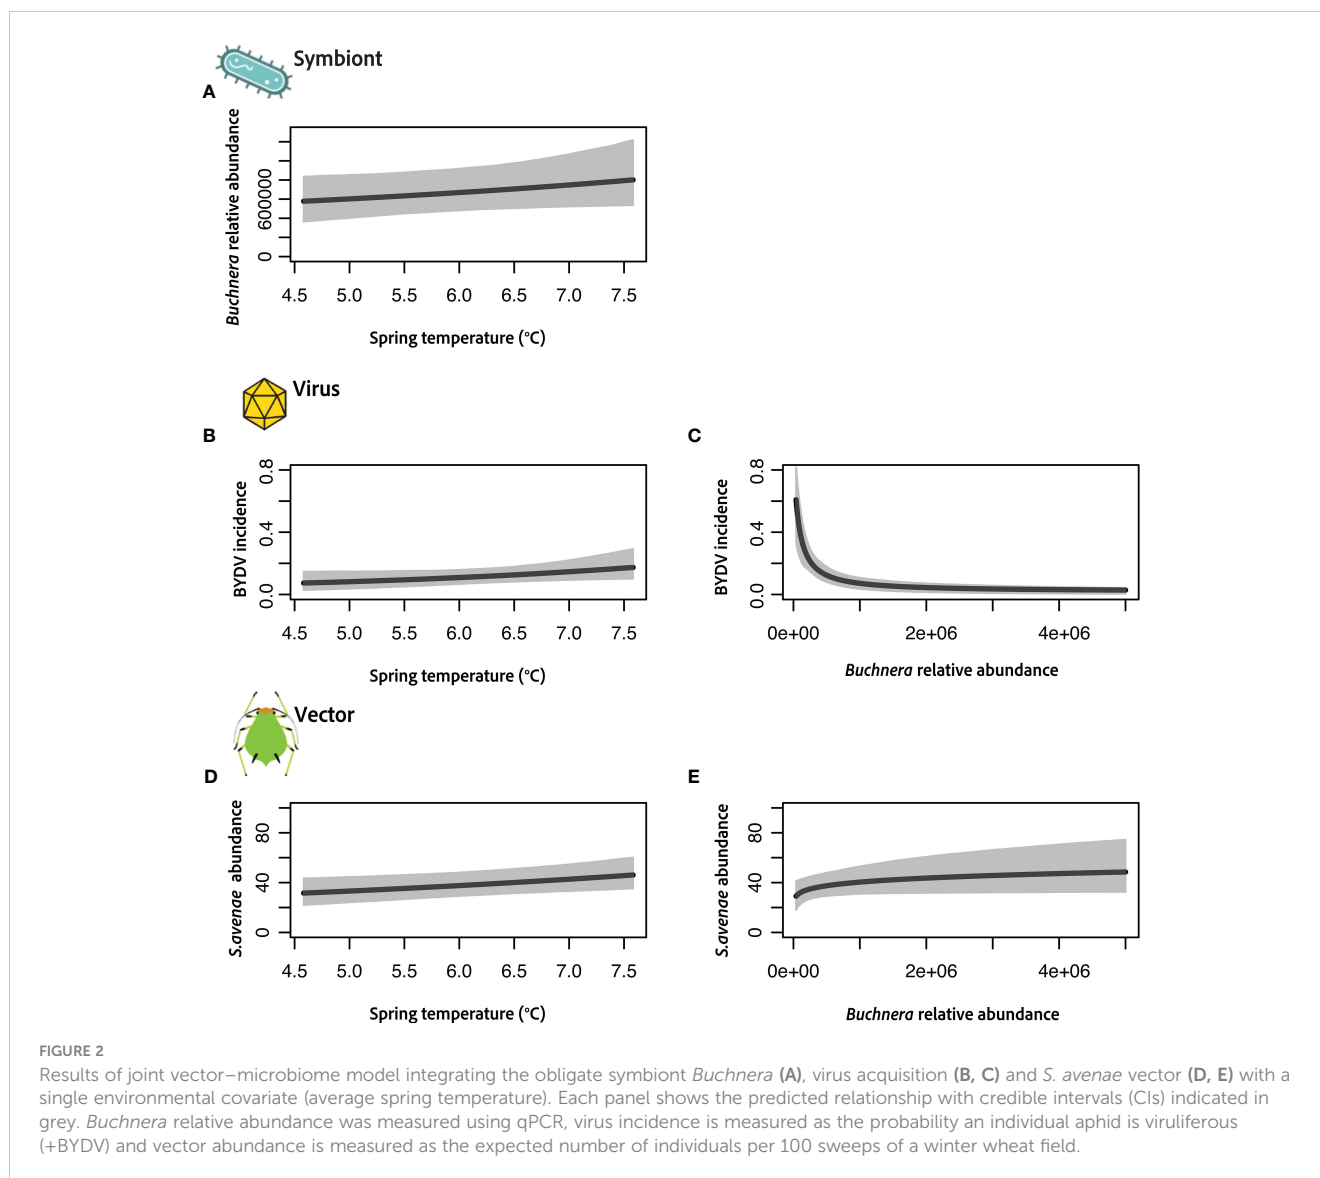 Symbiont
A
Buchnera relative abundance
600000
0
4.5 5.0 5.5 6.0 6.5 7.0 7.5
Spring temperature (°C)
Virus
B
BYDV incidence
0.8
0.4
0.0
4.5 5.0 5.5 6.0 6.5 7.0 7.5
Spring temperature (°C)
C
BYDV incidence
0.8
0.4
0.0
0e+00 2e+06 4e+06
Buchnera relative abundance
Vector
D
S.avenae abundance
80
40
0
4.5 5.0 5.5 6.0 6.5 7.0 7.5
Spring temperature (°C)
E
S.avenae abundance
80
40
0
0e+00 2e+06 4e+06
Buchnera relative abundance
FIGURE 2
Results of joint vector–microbiome model integrating the obligate symbiont Buchnera (A), virus acquisition (B, C) and S. avenae vector (D, E) with a
single environmental covariate (average spring temperature). Each panel shows the predicted relationship with credible intervals (CIs) indicated in
grey. Buchnera relative abundance was measured using qPCR, virus incidence is measured as the probability an individual aphid is viruliferous
(+BYDV) and vector abundance is measured as the expected number of individuals per 100 sweeps of a winter wheat field.